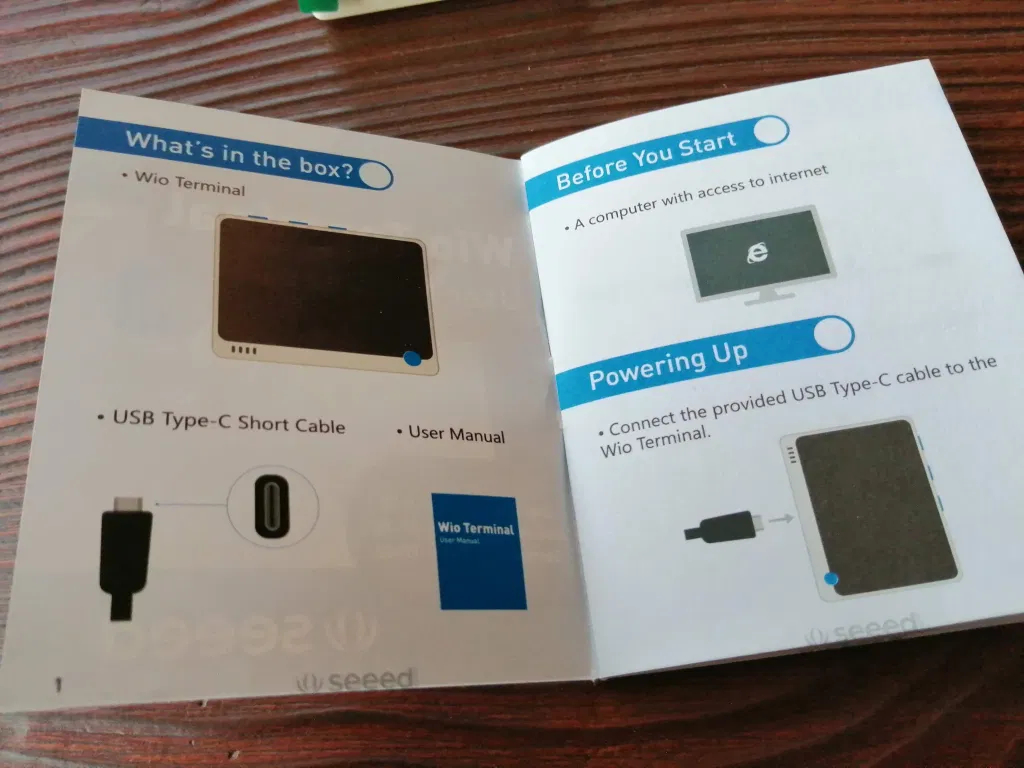 What's in the box?
• Wio Terminal
• USB Type-C Short Cable
• User Manual
Wio Terminal
User Manual
seeed
1
seeed
Before You Start
• A computer with access to internet
Powering Up
• Connect the provided USB Type-C cable to the
Wio Terminal.
seeed